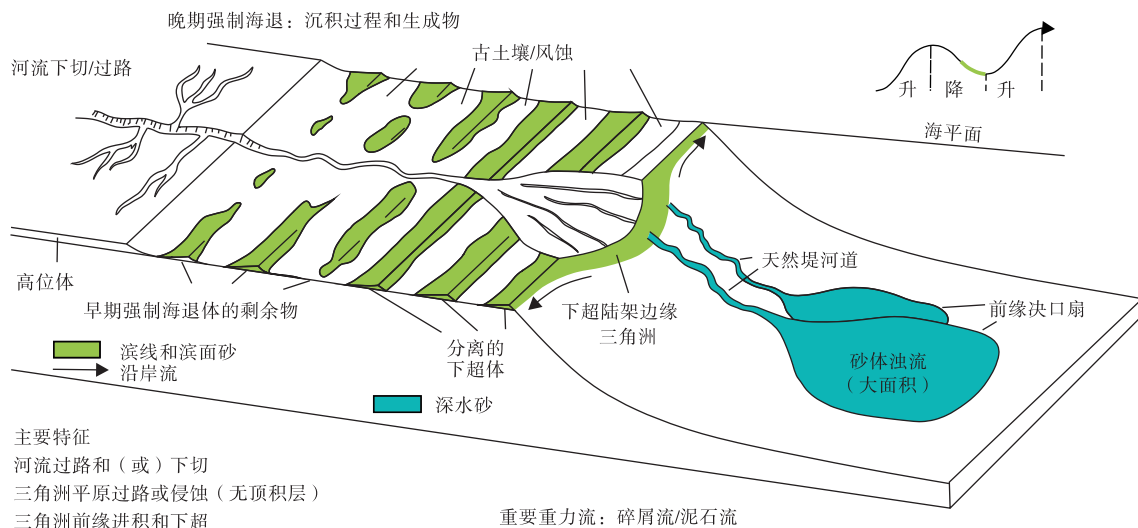 晚期强制海退：沉积过程和生成物
古土壤/风蚀
河流下切/过路
升 降 升
海平面
高位体
早期强制海退体的剩余物
天然堤河道
前缘决口扇
下超陆架边缘
三角洲
砂体浊流
（大面积）
分离的
下超体
滨线和滨面砂
沿岸流
深水砂
主要特征
河流过路和（或）下切
三角洲平原过路或侵蚀（无顶积层）
三角洲前缘进积和下超
重要重力流：碎屑流/泥石流